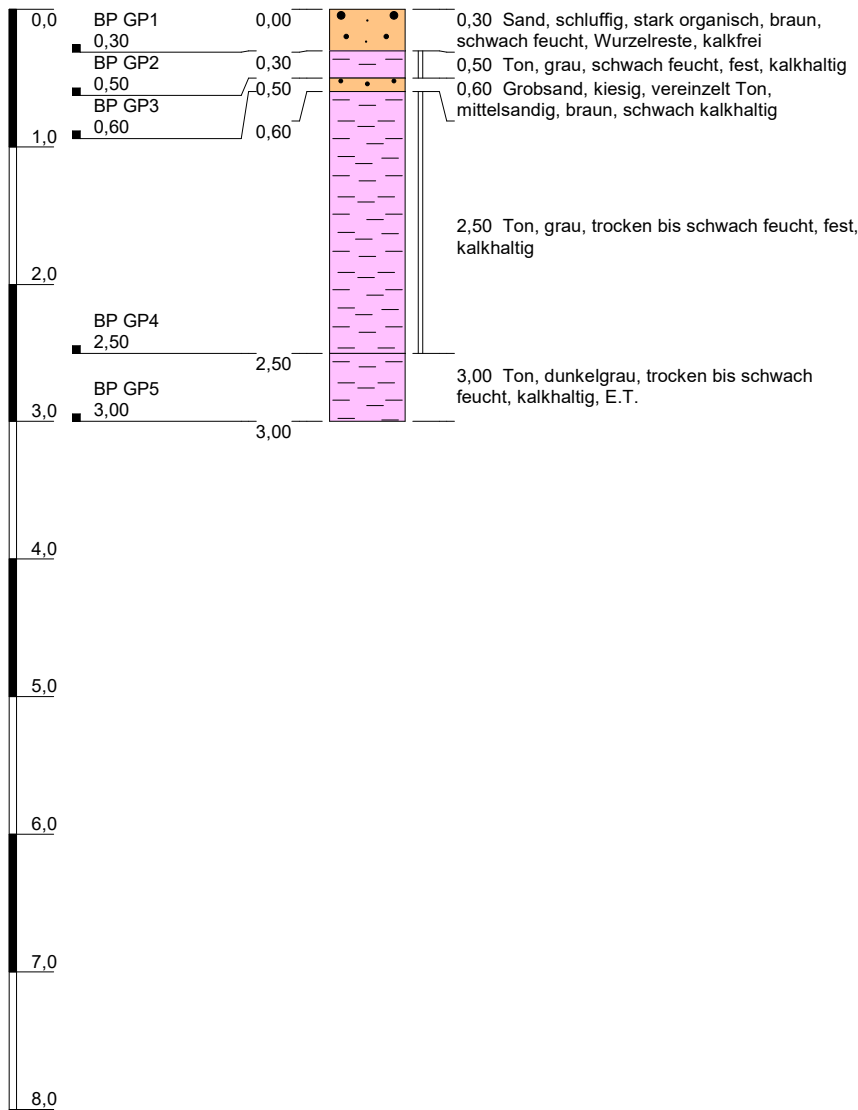 0,0
1,0
2,0
3,0
4,0
5,0
6,0
7,0
8,0
BP GP1
0,30
BP GP2
0,50
BP GP3
0,60
BP GP4
2,50
BP GP5
3,00
0,00
0,30
0,50
0,60
2,50
3,00
0,30 Sand, schluffig, stark organisch, braun,
schwach feucht, Wurzelreste, kalkfrei
0,50 Ton, grau, schwach feucht, fest, kalkhaltig
0,60 Grobsand, kiesig, vereinzelt Ton,
mittelsandig, braun, schwach kalkhaltig
2,50 Ton, grau, trocken bis schwach feucht, fest,
kalkhaltig
3,00 Ton, dunkelgrau, trocken bis schwach
feucht, kalkhaltig, E.T.